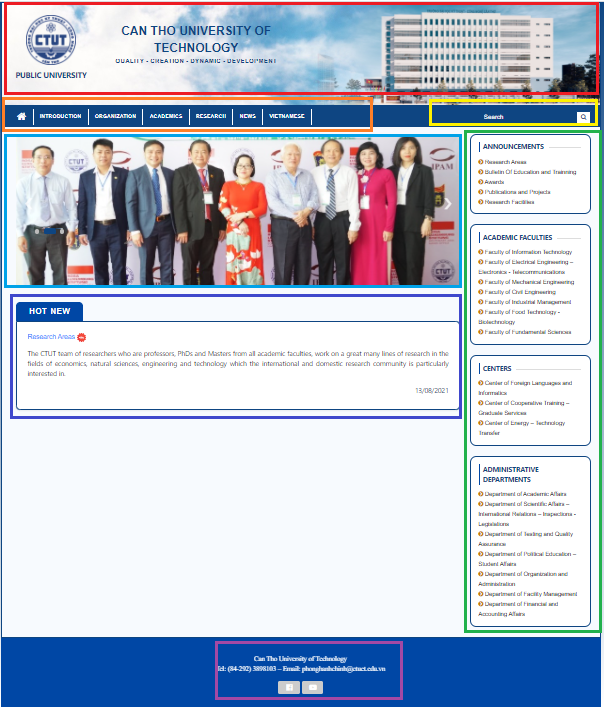 CTUT
PUBLIC UNIVERSITY
CAN THO UNIVERSITY OF
TECHNOLOGY
QUALITY - CREATION - DYNAMIC - DEVELOPMENT
INTRODUCTION
ORGANIZATION
ACADEMICS
RESEARCH
NEWS
VIETNAMESE
Search
CTUT
IPAM
IPAM
HOT NEW
Research Areas
The CTUT team of researchers who are professors, PhDs and Masters from all academic faculties, work on a great many lines of research in the
fields of economics, natural sciences, engineering and technology which the international and domestic research community is particularly
interested in.
13/08/2021
ANNOUNCEMENTS
Research Areas
Bulletin Of Education and Trainning
Awards
Publications and Projects
Research Facilities
ACADEMIC FACULTIES
Faculty of Information Technology
Faculty of Electrical Engineering –
Electronics - Telecommunications
Faculty of Mechanical Engineering
Faculty of Civil Engineering
Faculty of Industrial Management
Faculty of Food Technology -
Biotechnology
Faculty of Fundamental Sciences
CENTERS
Center of Foreign Languages and
Informatics
Center of Cooperative Training –
Graduate Services
Center of Energy – Technology
Transfer
ADMINISTRATIVE
DEPARTMENTS
Department of Academic Affairs
Department of Scientific Affairs –
International Relations – Inspections -
Legislations
Department of Testing and Quality
Assurance
Department of Political Education –
Student Affairs
Department of Organization and
Administration
Department of Facility Management
Department of Financial and
Accounting Affairs
Can Tho University of Technology
Tel: (84-292) 3898103 – Email: phonghanhchinh@ctuct.edu.vn